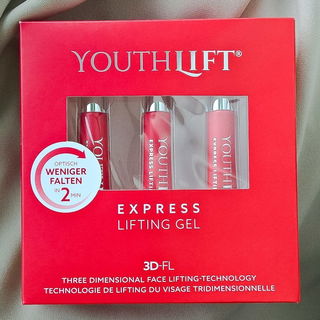 YOUTHLIFT®
OPTISCH
WENIGER
FALTEN
IN 2 MIN
EXPRESS
LIFTING GEL
3D-FL
THREE DIMENSIONAL FACE LIFTING-TECHNOLOGY
TECHNOLOGIE DE LIFTING DU VISAGE TRIDIMENSIONNELLE